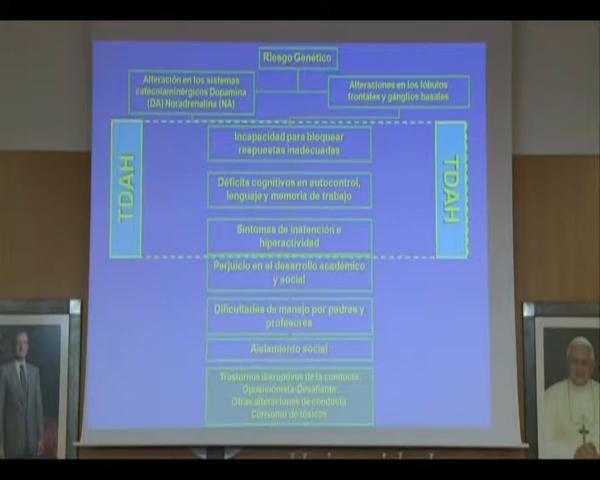 Riesgo Genético
Alteración en los sistemas
catecolaminérgicos Dopamina
(DA) Noradrenalina (NA)
Alteraciones en los lóbulos
frontales y gánglios basales
TDAH
TDAH
Incapacidad para bloquear
respuestas inadecuadas
Déficits cognitivos en autocontrol,
lenguaje y memoria de trabajo
Síntomas de inatención e
hiperactividad
Perjuicio en el desarrollo académico
y social
Dificultades de manejo por padres y
profesores
Aislamiento social
Trastornos disruptivos de la conducta:
Oposicionista-Desafiante
Otras alteraciones de conducta
Consumo de tóxicos